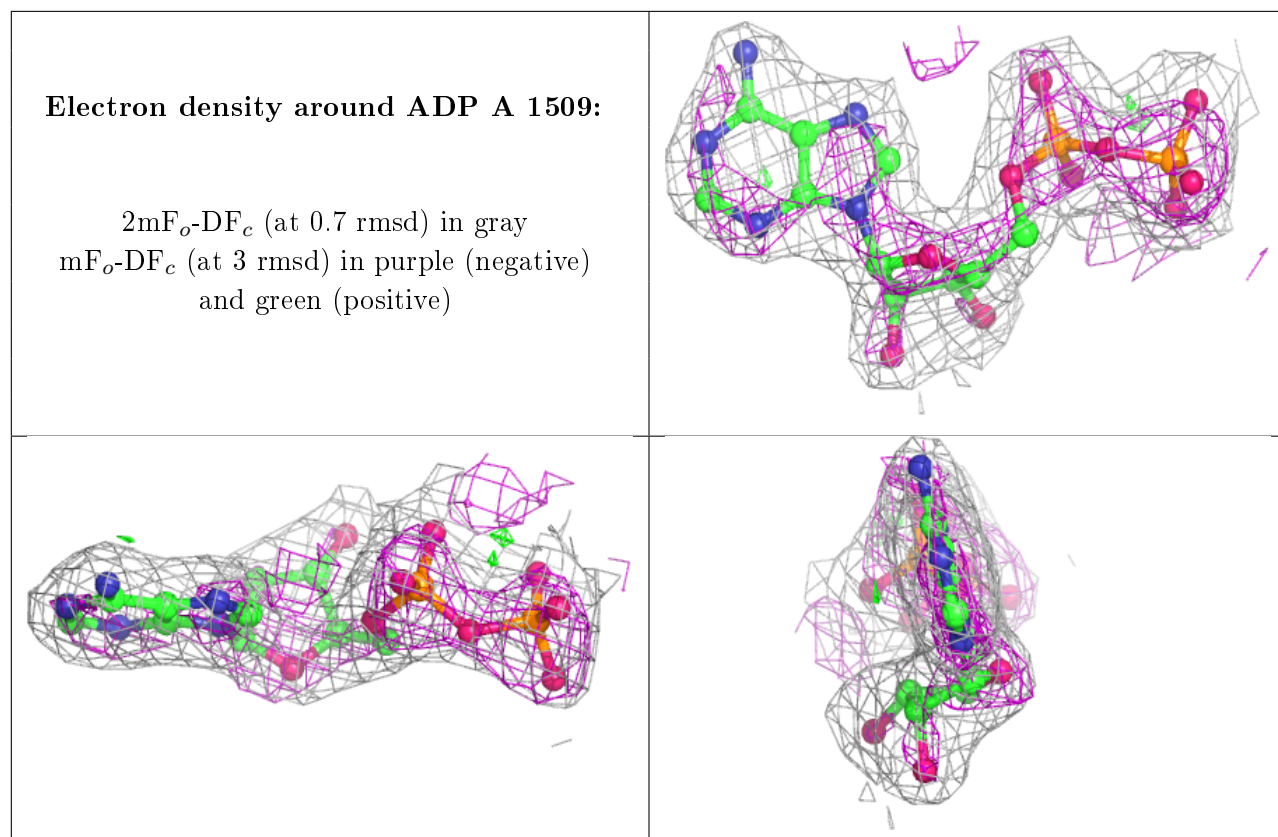 Electron density around ADP A 1509:
2mFₒ-DF𝒸 (at 0.7 rmsd) in gray
mFₒ-DF𝒸 (at 3 rmsd) in purple (negative)
and green (positive)